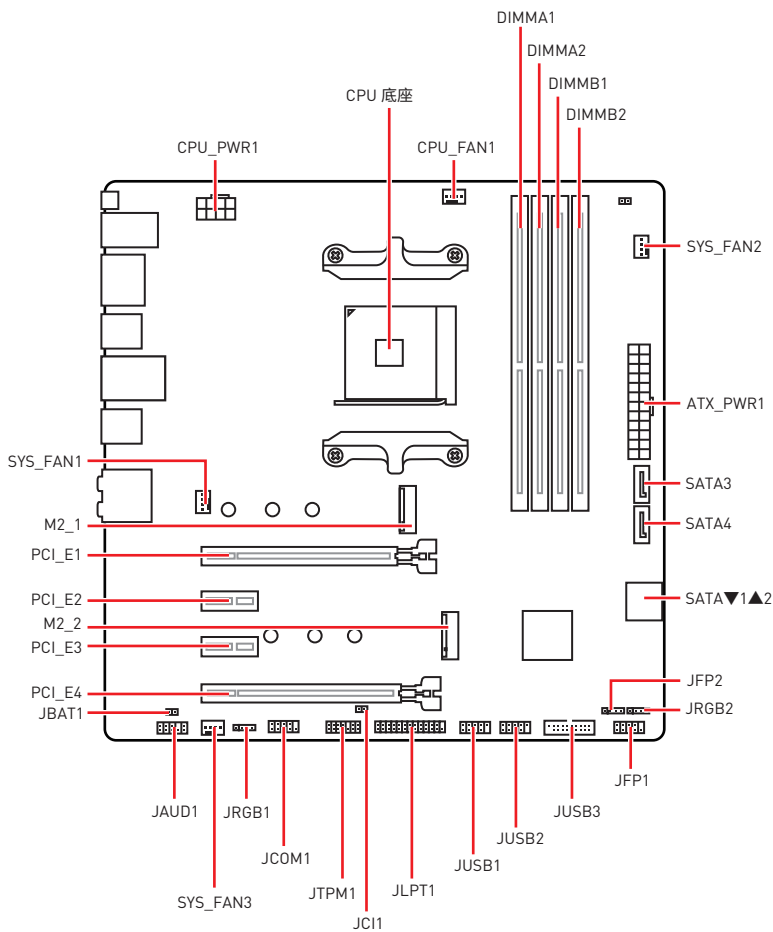 DIMMA1
DIMMA2
DIMMB1
DIMMB2
CPU 底座
CPU_PWR1
CPU_FAN1
SYS_FAN2
ATX_PWR1
SYS_FAN1
SATA3
M2_1
SATA4
PCI_E1
PCI_E2
SATA▼1▲2
M2_2
PCI_E3
JFP2
PCI_E4
JBAT1
JRGB2
JFP1
JAUD1
JRGB1
JUSB3
JUSB2
JCOM1
JUSB1
JTPM1
JLPT1
SYS_FAN3
JCI1